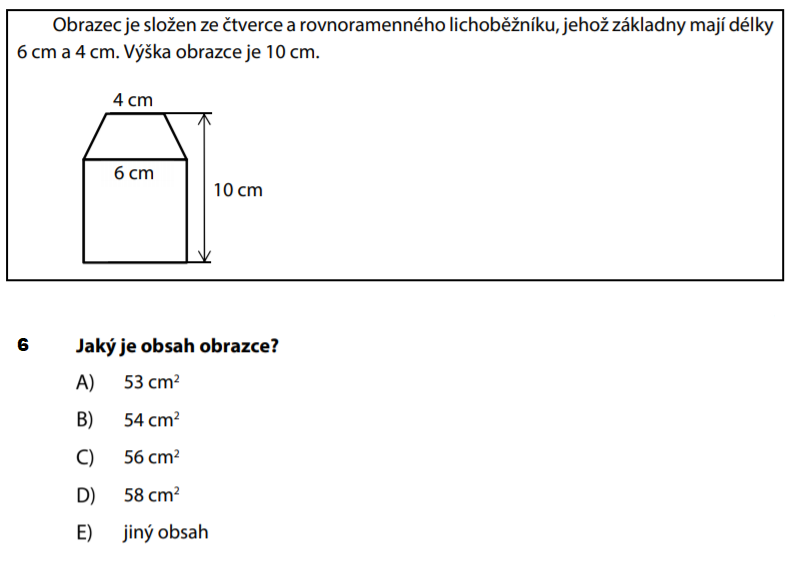 Obrazec je složen ze čtverce a rovnoramenného lichoběžníku, jehož základny mají délky
6 cm a 4 cm. Výška obrazce je 10 cm.
4 cm
6 cm
10 cm
6 Jaký je obsah obrazce?
A) 53 cm²
B) 54 cm²
C) 56 cm²
D) 58 cm²
E) jiný obsah